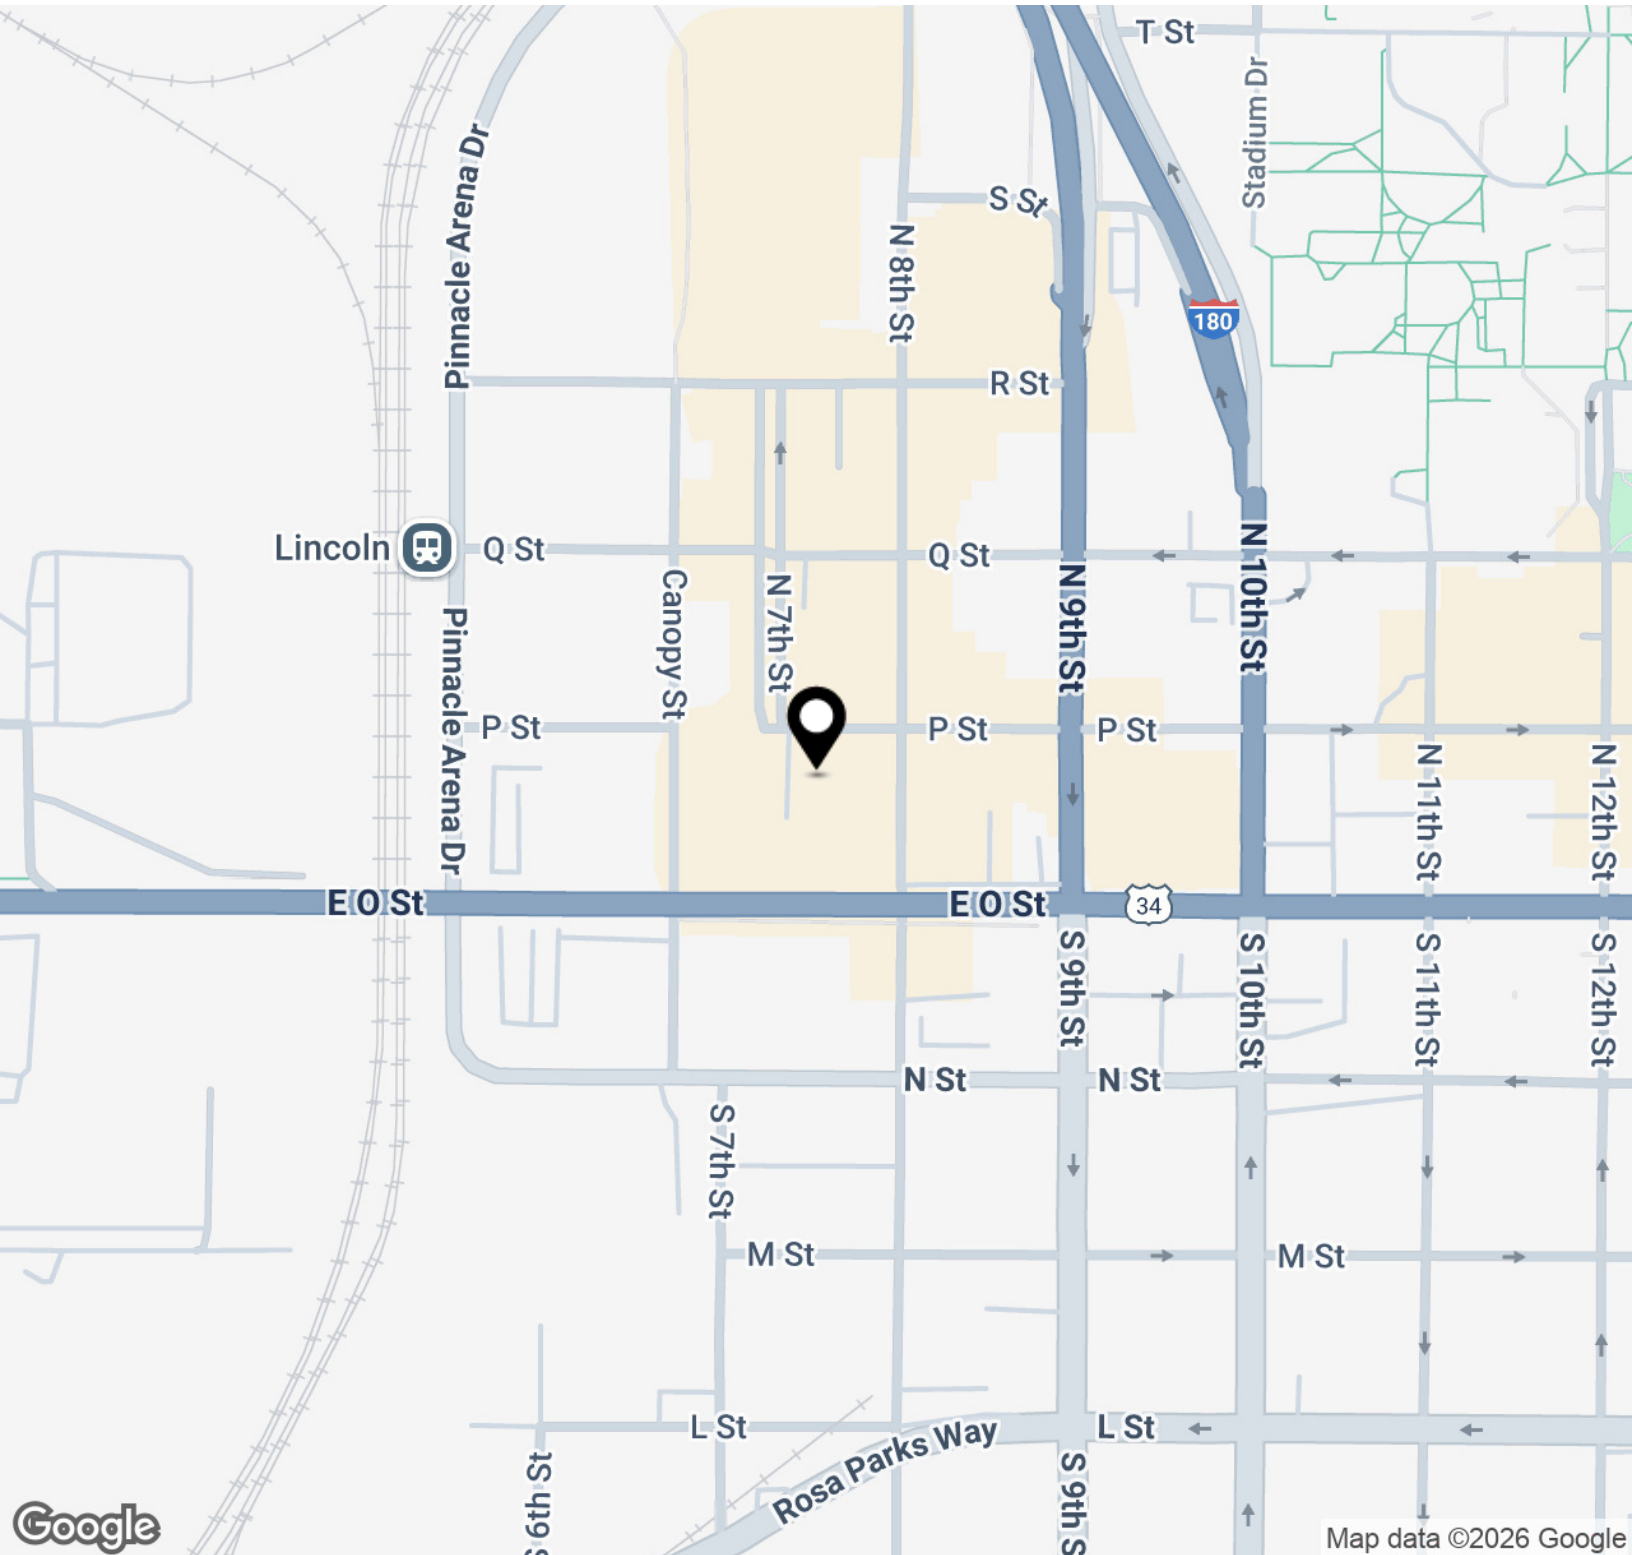 T St
Stadium Dr
Pinnacle Arena Dr
S St
N 8th St
180
R St
Lincoln
Q St
Q St
Canopy St
N 7th St
N 9th St
N 10th St
Pinnacle Arena Dr
P St
P St
P St
N 11th St
N 12th St
E O St
E O St
34
S 9th St
S 10th St
S 11th St
S 12th St
N St
N St
S 7th St
M St
M St
L St
L St
Rosa Parks Way
S 6th St
S 9th S
Google
Map data ©2026 Google